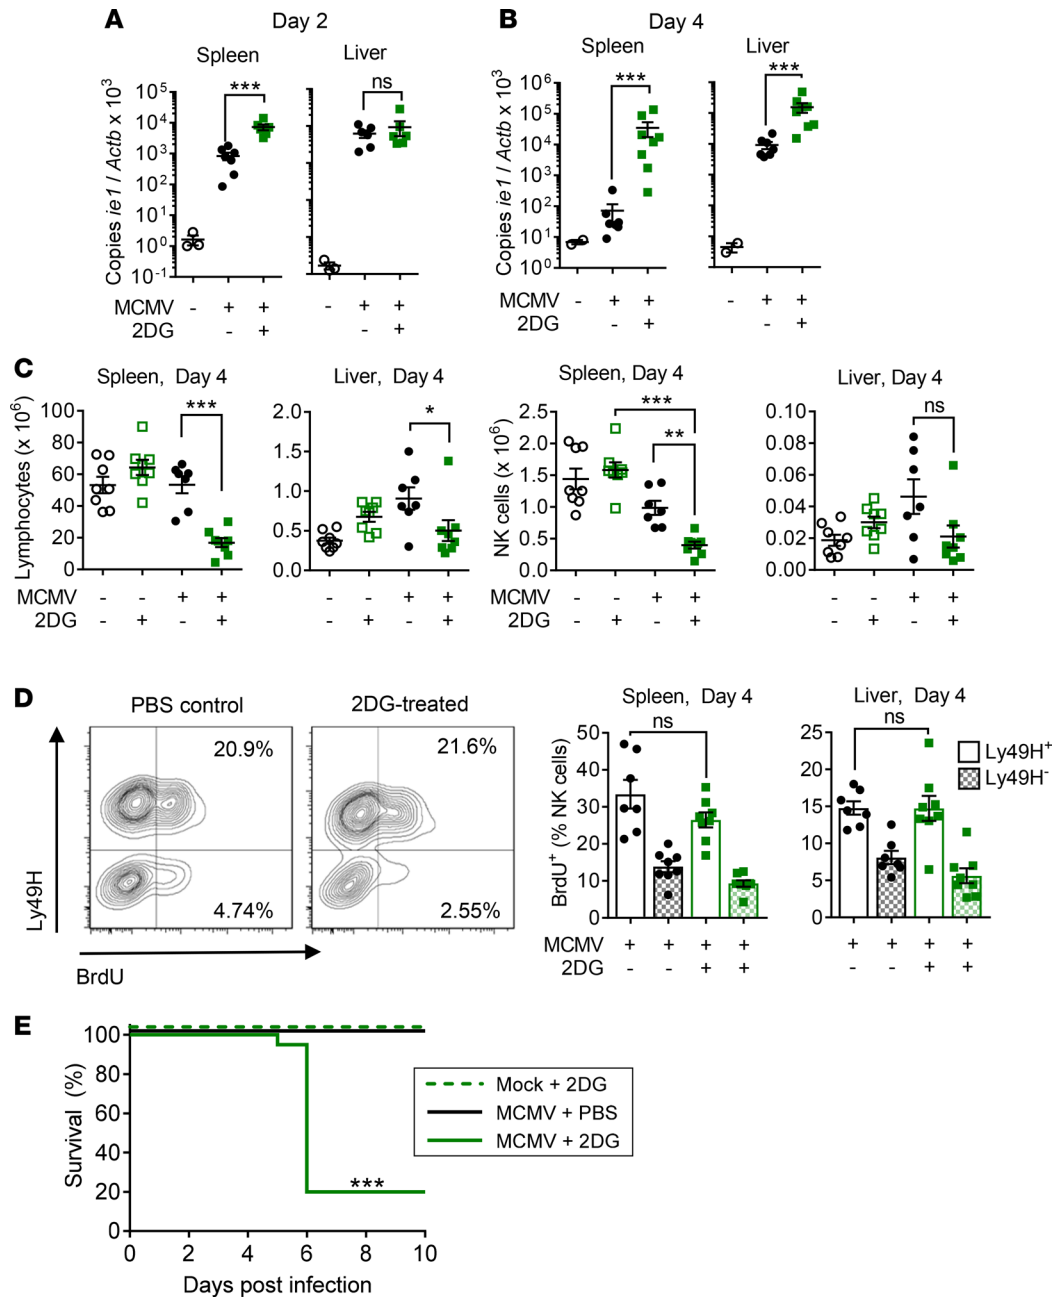 A
Day 2
Spleen
Liver
Copies ie1 / Actb x 10³
10⁵
10⁴
10³
10²
10¹
10⁰
10⁻¹
***
ns
MCMV - + + - + +
2DG - + - +
B
Day 4
Spleen
Liver
Copies ie1 / Actb x 10³
10⁶
10⁵
10⁴
10³
10²
10¹
10⁰
***
***
MCMV - + + - + +
2DG - + - +
C
Spleen, Day 4
Lymphocytes (x 10⁶)
100
80
60
40
20
0
***
Liver, Day 4
2.0
1.5
1.0
0.5
0.0
*
MCMV - - + + - - + +
2DG - + - + - + - +
Spleen, Day 4
NK cells (x 10⁶)
2.5
2.0
1.5
1.0
0.5
0.0
***
**
Liver, Day 4
0.10
0.08
0.06
0.04
0.02
0.00
ns
MCMV - - + + - - + +
2DG - + - + - + - +
D
PBS control
2DG-treated
20.9%
4.74%
21.6%
2.55%
Ly49H
BrdU
Spleen, Day 4
BrdU⁺ (% NK cells)
50
40
30
20
10
0
ns
Liver, Day 4
25
20
15
10
5
0
ns
Ly49H⁺
Ly49H⁻
MCMV + + + + + + + +
2DG - - + + - - + +
E
Survival (%)
100
80
60
40
20
0
***
0 2 4 6 8 10
Days post infection
Mock + 2DG
MCMV + PBS
MCMV + 2DG